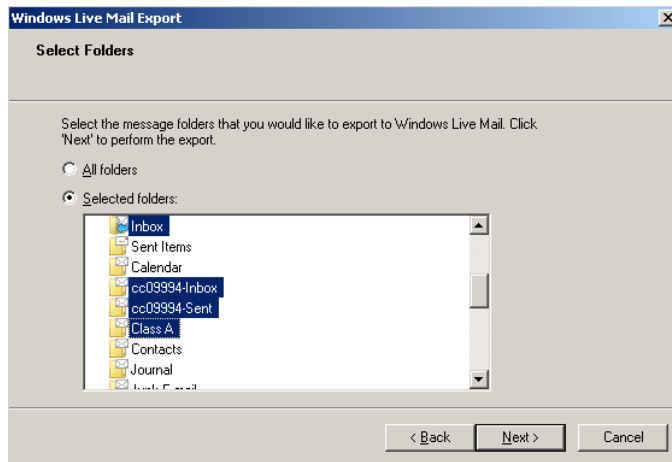 Windows Live Mail Export
Select Folders
Select the message folders that you would like to export to Windows Live Mail. Click
'Next' to perform the export.
All folders
Selected folders:
Inbox
Sent Items
Calendar
cc09994-Inbox
cc09994-Sent
Class A
Contacts
Journal
Junk E-mail
< Back
Next >
Cancel